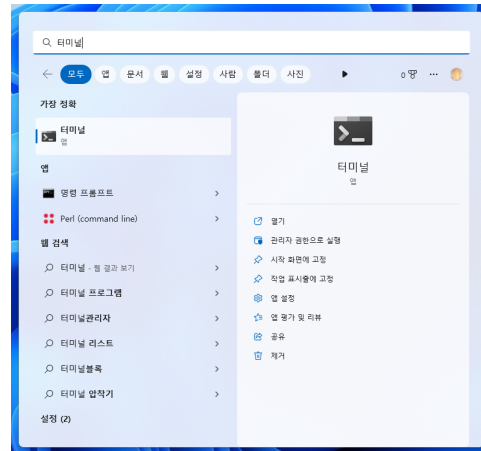 터미널
모두 앱 문서 웹 설정 사람 폴더 사진 0
가장 정확
터미널
앱
앱
명령 프롬프트
Perl (command line)
웹 검색
터미널 - 웹 결과 보기
터미널 프로그램
터미널관리자
터미널 리스트
터미널블록
터미널 압착기
설정 (2)
터미널
앱
열기
관리자 권한으로 실행
시작 화면에 고정
작업 표시줄에 고정
앱 설정
앱 평가 및 리뷰
공유
제거